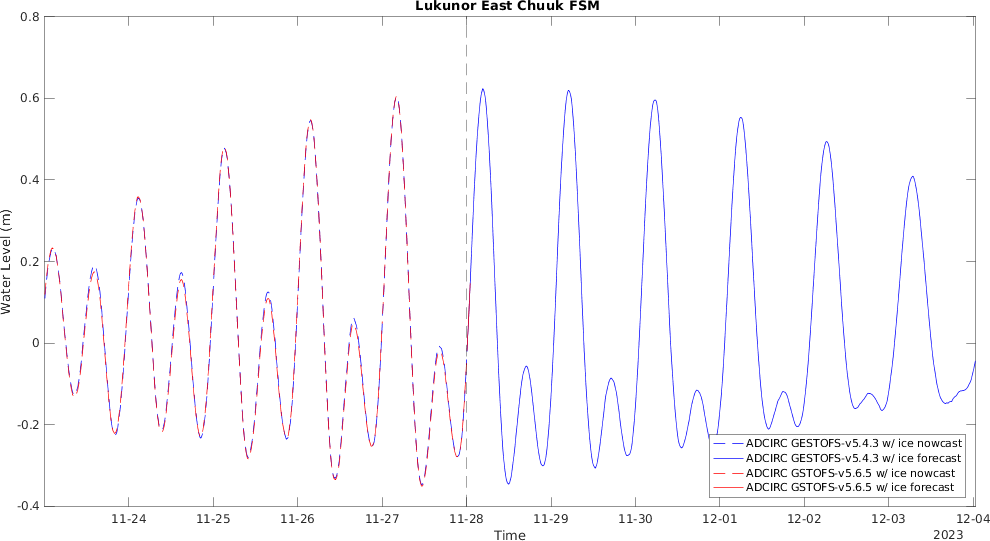 Lukunor East Chuuk FSM
0.8
0.6
0.4
0.2
0
-0.2
-0.4
Water Level (m)
11-24
11-25
11-26
11-27
11-28
11-29
11-30
12-01
12-02
12-03
12-04
Time
2023
ADCIRC GESTOFS-v5.4.3 w/ ice nowcast
ADCIRC GESTOFS-v5.4.3 w/ ice forecast
ADCIRC GSTOFS-v5.6.5 w/ ice nowcast
ADCIRC GSTOFS-v5.6.5 w/ ice forecast